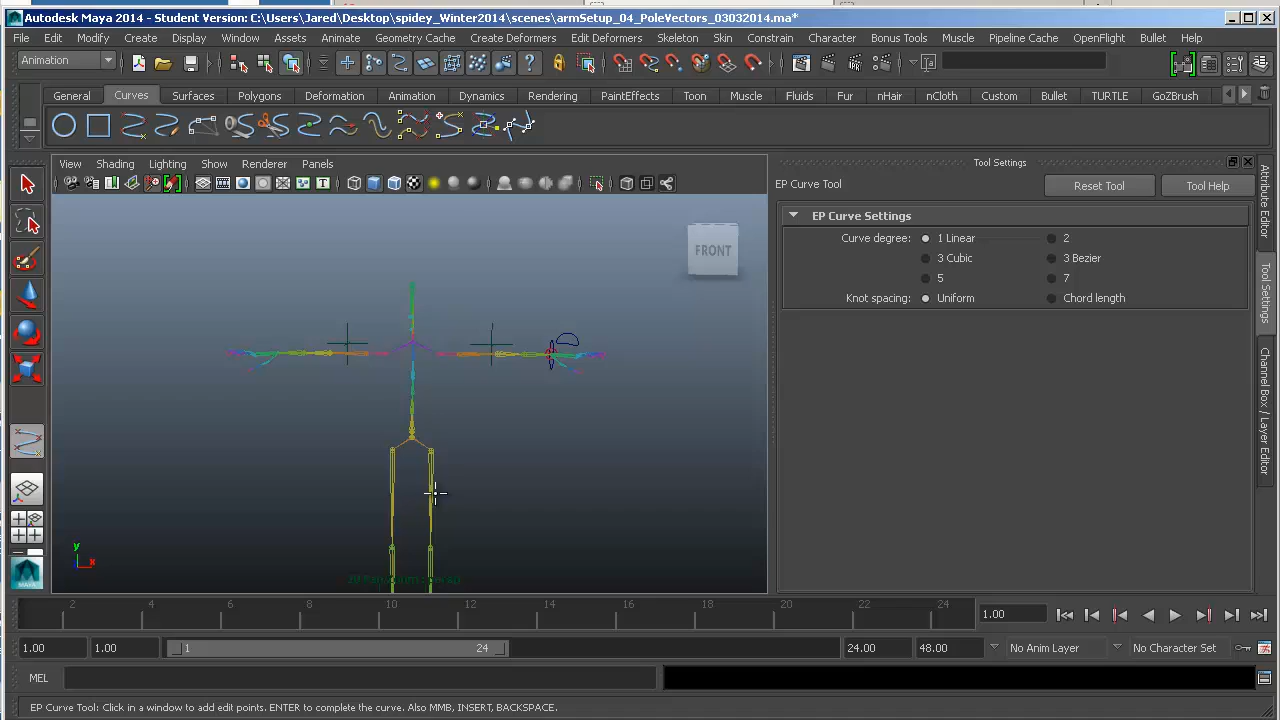 Autodesk Maya 2014 - Student Version: C:\Users\Jared\Desktop\spidey_Winter2014\scenes\armSetup_04_PoleVectors_03032014.ma*
File Edit Modify Create Display Window Assets Animate Geometry Cache Create Deformers Edit Deformers Skeleton Skin Constrain Character Bonus Tools Muscle Pipeline Cache OpenFlight Bullet Help
Animation
General Curves Surfaces Polygons Deformation Animation Dynamics Rendering PaintEffects Toon Muscle Fluids Fur nHair nCloth Custom Bullet TURTLE GoZBrush
View Shading Lighting Show Renderer Panels
Tool Settings
EP Curve Tool
Reset Tool
Tool Help
EP Curve Settings
Curve degree: 1 Linear 2
3 Cubic 3 Bezier
5 7
Knot spacing: Uniform Chord length
FRONT
Attribute Editor
Tool Settings
Channel Box / Layer Editor
y
x
MAYA
2 4 6 8 10 12 14 16 18 20 22 24
1.00
1.00 1.00 1 24 24.00 48.00 No Anim Layer No Character Set
MEL
EP Curve Tool: Click in a window to add edit points. ENTER to complete the curve. Also MMB, INSERT, BACKSPACE.